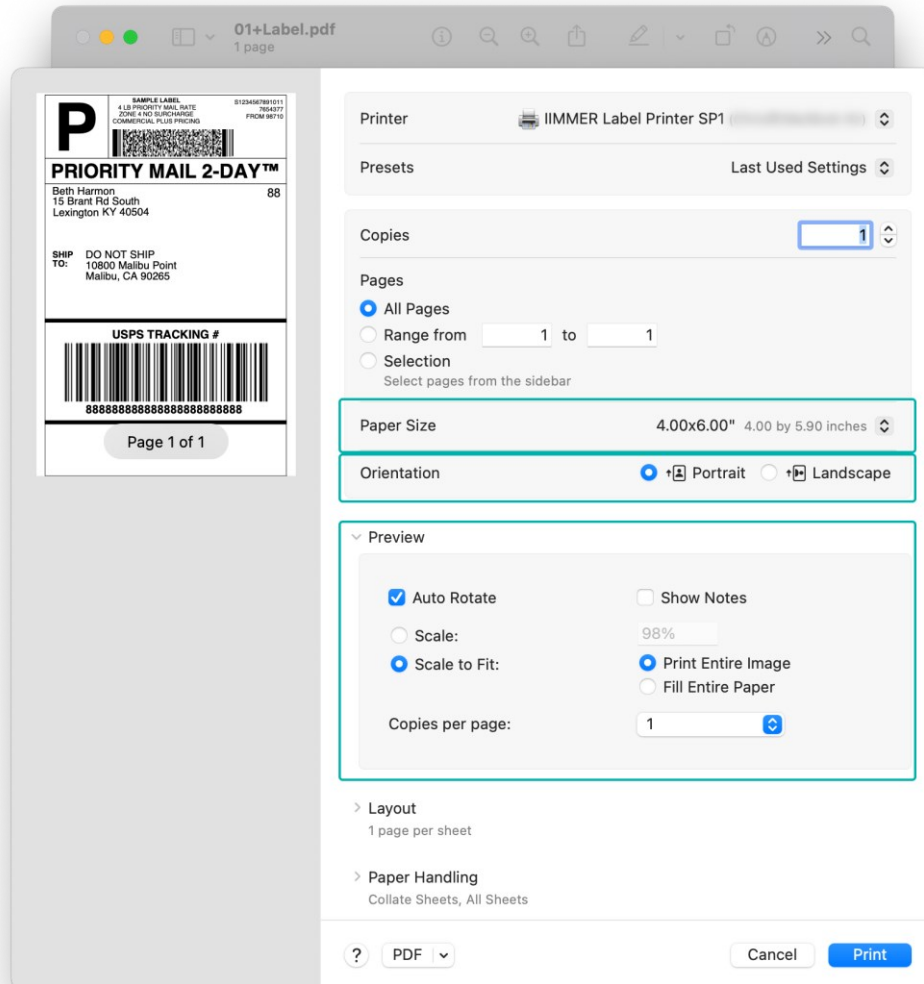 01+Label.pdf
1 page
SAMPLE LABEL
4 LB PRIORITY MAIL RATE
ZONE 4 NO SURCHARGE
COMMERCIAL PLUS PRICING
S1234567891011
7654377
FROM 98710
P
PRIORITY MAIL 2-DAY™
Beth Harmon
88
15 Brant Rd South
Lexington KY 40504
SHIP TO:
DO NOT SHIP
10800 Malibu Point
Malibu, CA 90265
USPS TRACKING #
Page 1 of 1
Printer IIMMER Label Printer SP1
Presets Last Used Settings
Copies 1
Pages
All Pages
Range from 1 to 1
Selection
Select pages from the sidebar
Paper Size 4.00x6.00" 4.00 by 5.90 inches
Orientation Portrait Landscape
Preview
Auto Rotate Show Notes
Scale: 98%
Scale to Fit: Print Entire Image
Fill Entire Paper
Copies per page: 1
Layout
1 page per sheet
Paper Handling
Collate Sheets, All Sheets
? PDF Cancel Print